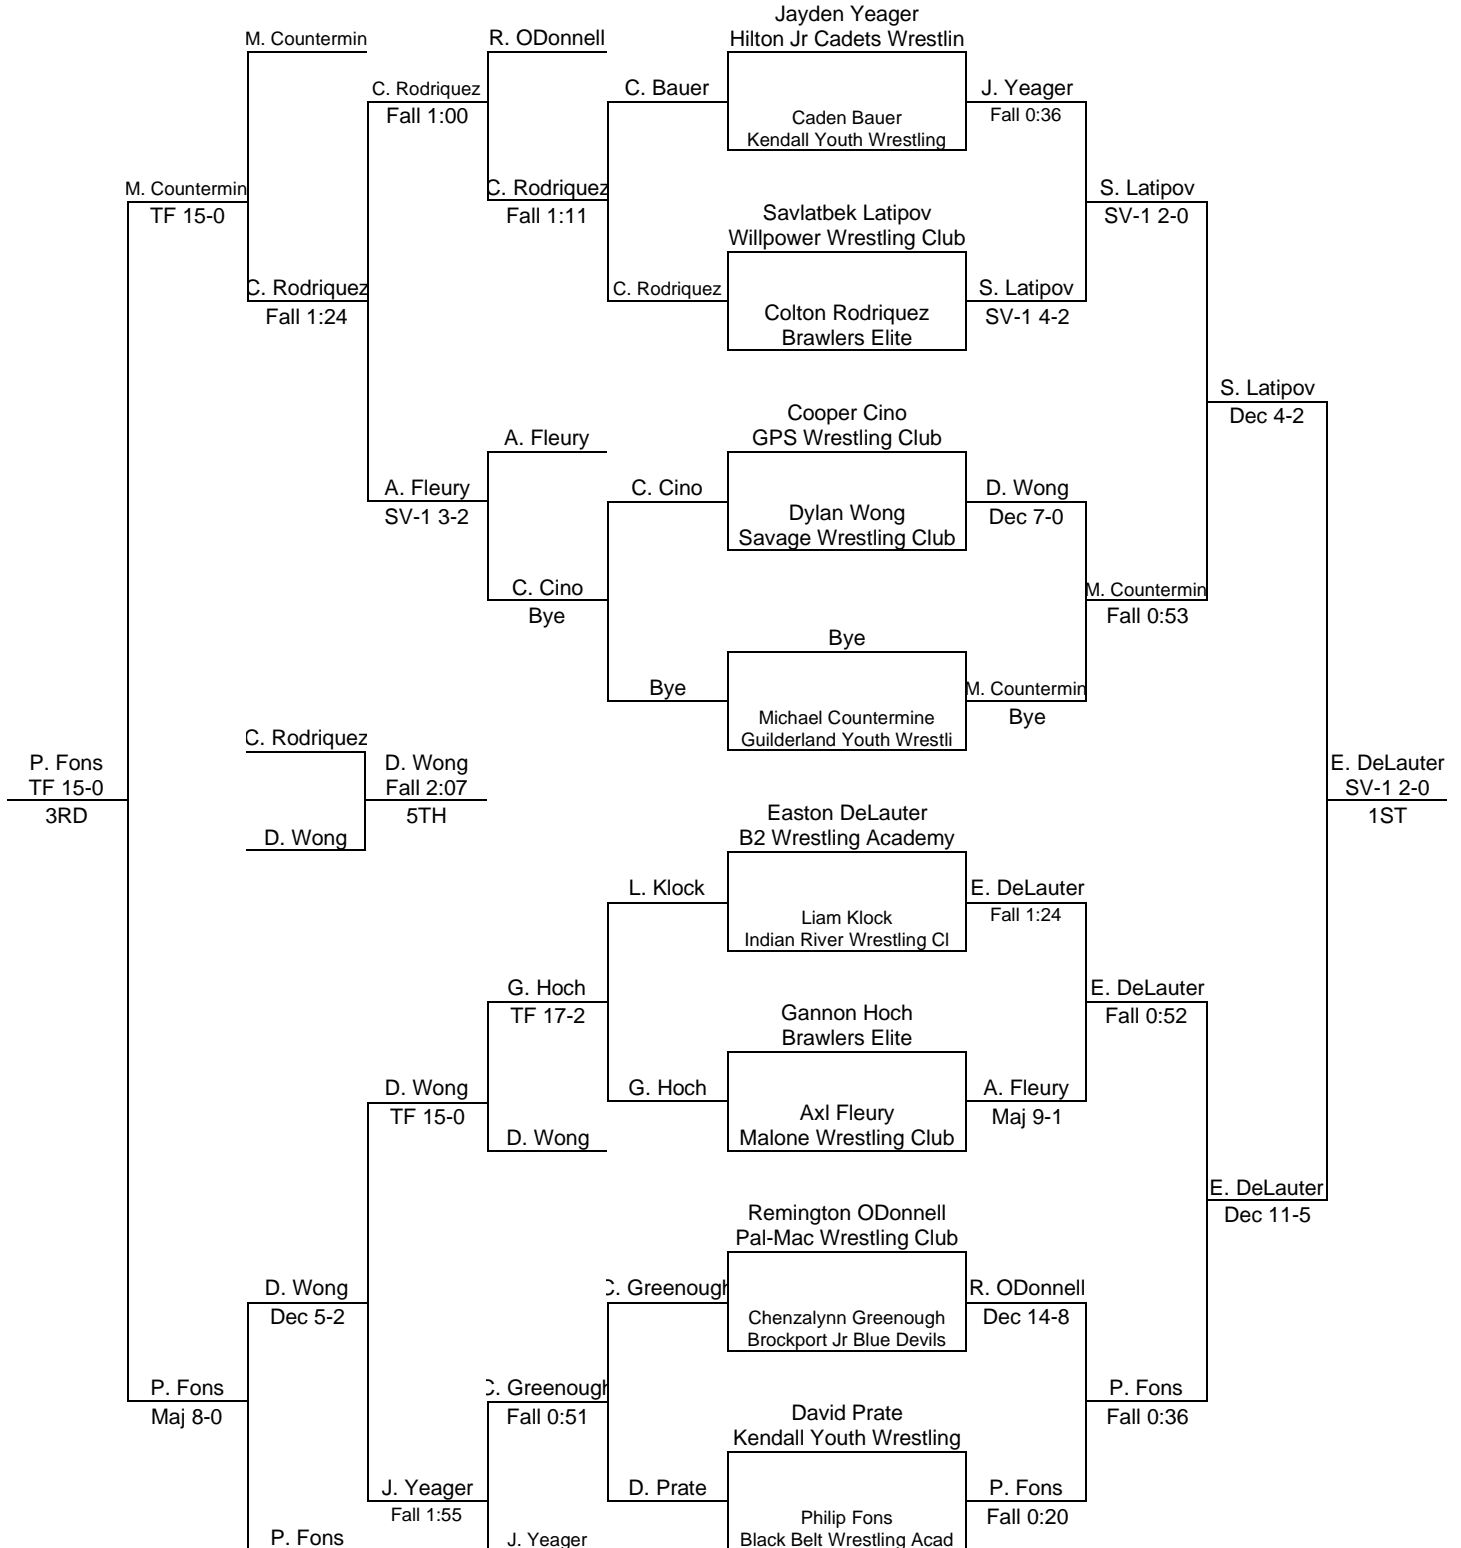 Jayden Yeager
M. Countermin
R. ODonnell
Hilton Jr Cadets Wrestlin
C. Rodriquez
Fall 1:00
C. Bauer
Caden Bauer
Kendall Youth Wrestling
J. Yeager
Fall 0:36
M. Countermin
TF 15-0
C. Rodriquez
Fall 1:11
Savlatbek Latipov
Willpower Wrestling Club
S. Latipov
SV-1 2-0
C. Rodriquez
Fall 1:24
C. Rodriquez
Colton Rodriquez
Brawlers Elite
S. Latipov
SV-1 4-2
S. Latipov
Dec 4-2
A. Fleury
Cooper Cino
GPS Wrestling Club
A. Fleury
SV-1 3-2
C. Cino
Dylan Wong
Savage Wrestling Club
D. Wong
Dec 7-0
C. Cino
Bye
M. Countermin
Fall 0:53
Bye
Bye
Michael Countermine
Guilderland Youth Wrestli
M. Countermin
Bye
P. Fons
TF 15-0
3RD
C. Rodriquez
D. Wong
D. Wong
Fall 2:07
5TH
E. DeLauter
SV-1 2-0
1ST
Easton DeLauter
B2 Wrestling Academy
L. Klock
Liam Klock
Indian River Wrestling Cl
E. DeLauter
Fall 1:24
G. Hoch
TF 17-2
Gannon Hoch
Brawlers Elite
E. DeLauter
Fall 0:52
D. Wong
TF 15-0
D. Wong
G. Hoch
Axl Fleury
Malone Wrestling Club
A. Fleury
Maj 9-1
E. DeLauter
Dec 11-5
Remington ODonnell
Pal-Mac Wrestling Club
D. Wong
Dec 5-2
C. Greenough
Chenzalynn Greenough
Brockport Jr Blue Devils
R. ODonnell
Dec 14-8
P. Fons
Maj 8-0
C. Greenough
Fall 0:51
David Prate
Kendall Youth Wrestling
P. Fons
Fall 0:36
J. Yeager
Fall 1:55
D. Prate
Philip Fons
Black Belt Wrestling Acad
P. Fons
Fall 0:20
P. Fons
J. Yeager